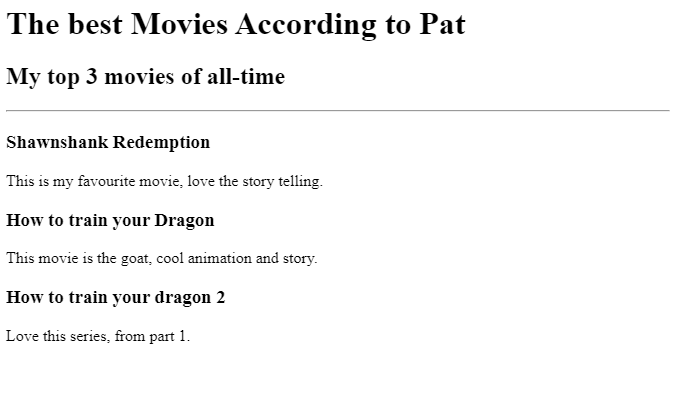 The best Movies According to Pat
My top 3 movies of all-time
Shawnshank Redemption
This is my favourite movie, love the story telling.
How to train your Dragon
This movie is the goat, cool animation and story.
How to train your dragon 2
Love this series, from part 1.